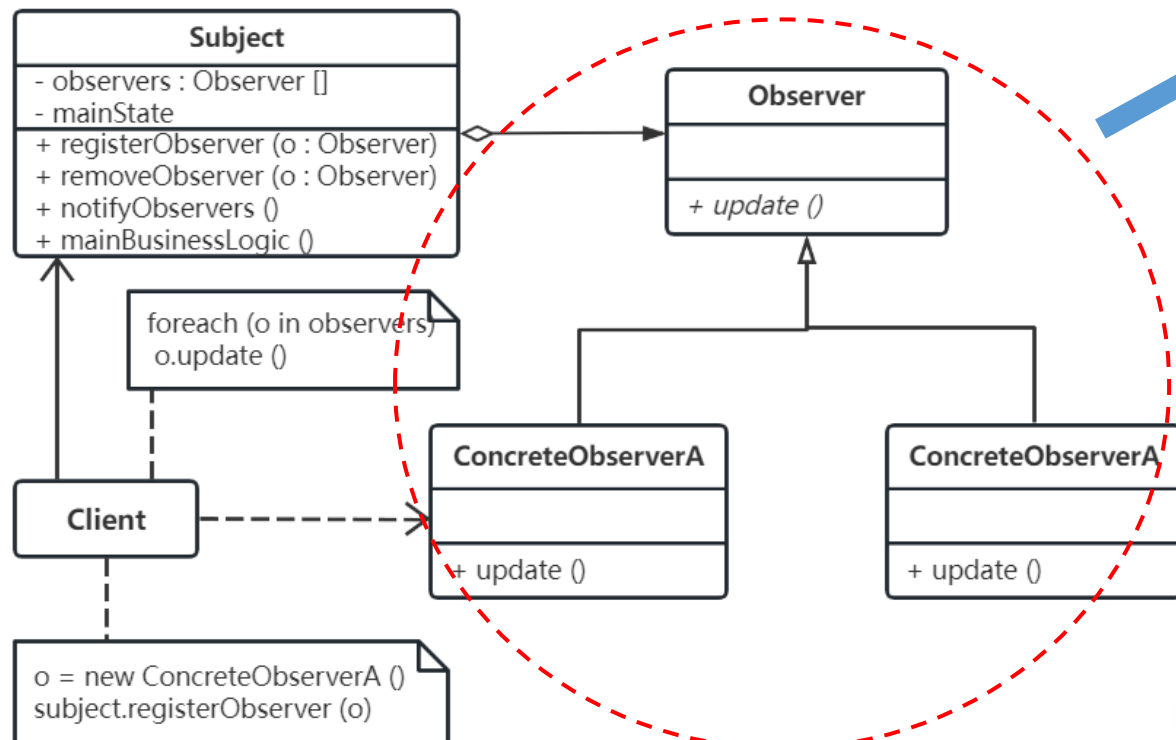 Subject
- observers : Observer []
- mainState
+ registerObserver (o : Observer)
+ removeObserver (o : Observer)
+ notifyObservers ()
+ mainBusinessLogic ()
Observer
+ update ()
foreach (o in observers)
o.update ()
Client
ConcreteObserverA
+ update ()
ConcreteObserverA
+ update ()
o = new ConcreteObserverA ()
subject.registerObserver (o)